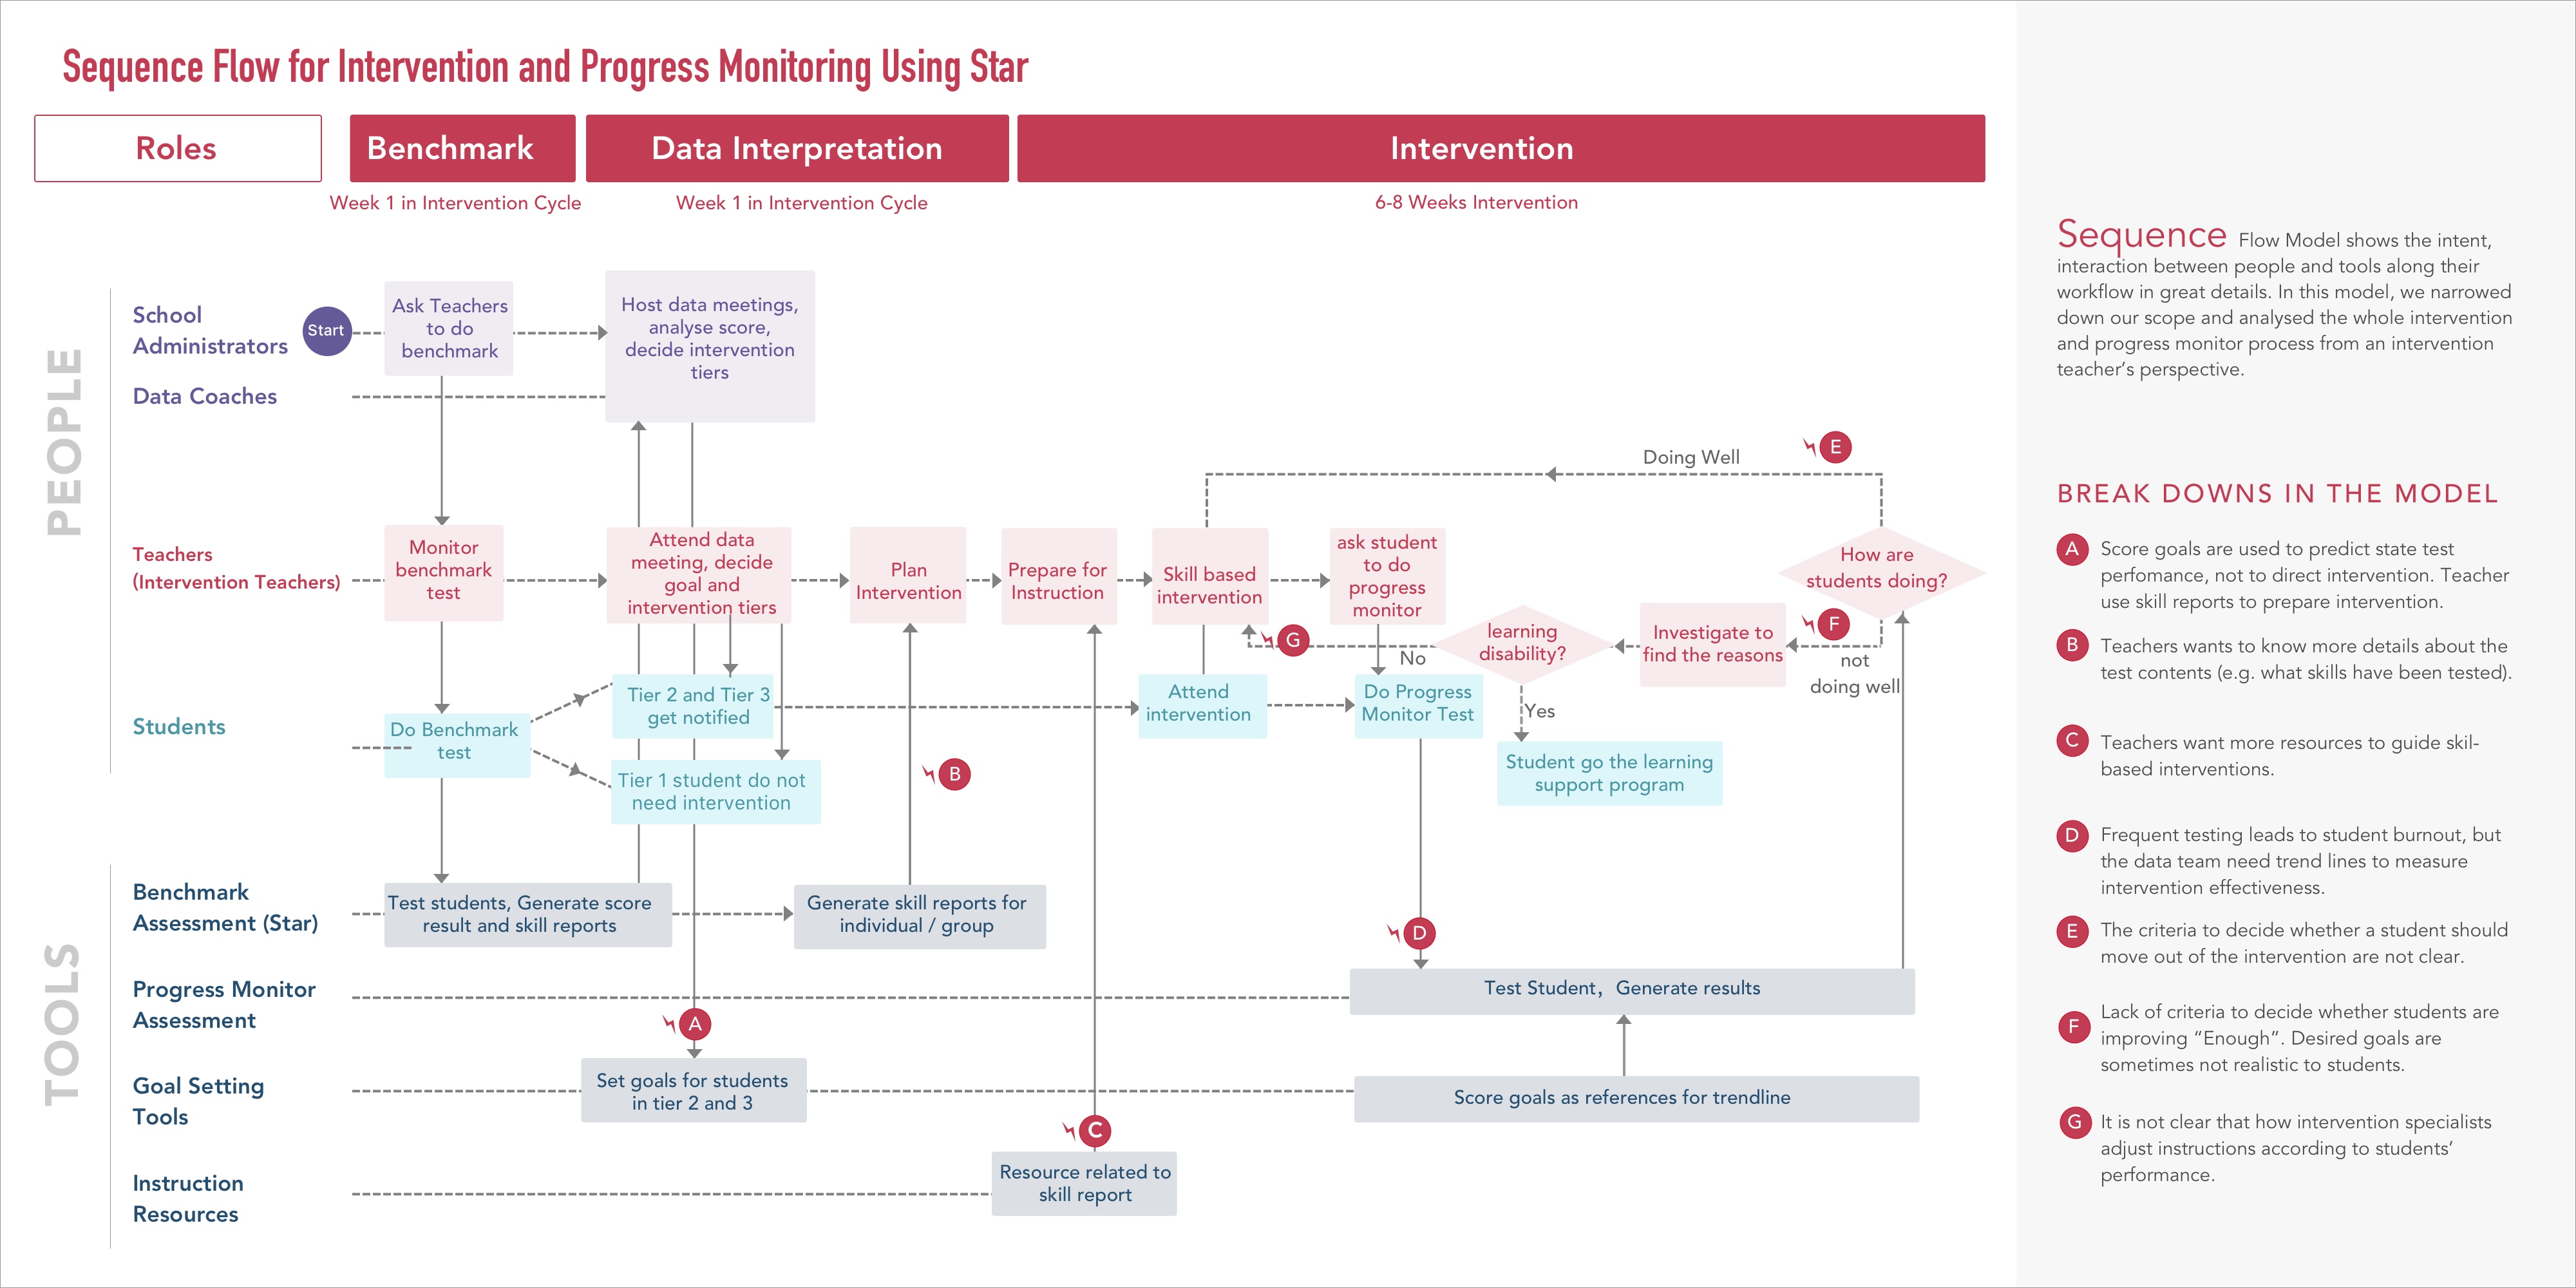 Sequence Flow for Intervention and Progress Monitoring Using Star
Roles
Benchmark
Data Interpretation
Intervention
Week 1 in Intervention Cycle
Week 1 in Intervention Cycle
6-8 Weeks Intervention
PEOPLE
School
Administrators
Start
Ask Teachers
to do
benchmark
Host data meetings,
analyse score,
decide intervention
tiers
Data Coaches
Doing Well
E
Teachers
(Intervention Teachers)
Monitor
benchmark
test
Attend data
meeting, decide
goal and
intervention tiers
Plan
Intervention
Prepare for
Instruction
Skill based
intervention
ask student
to do
progress
monitor
How are
students doing?
G
No
learning
disability?
Investigate to
find the reasons
F
not
doing well
Students
Do Benchmark
test
Tier 2 and Tier 3
get notified
Tier 1 student do not
need intervention
B
Attend
intervention
Do Progress
Monitor Test
Yes
Student go the learning
support program
TOOLS
Benchmark
Assessment (Star)
Test students, Generate score
result and skill reports
Generate skill reports for
individual / group
D
Progress Monitor
Assessment
Test Student, Generate results
A
Goal Setting
Tools
Set goals for students
in tier 2 and 3
Score goals as references for trendline
C
Instruction
Resources
Resource related to
skill report
Sequence Flow Model shows the intent,
interaction between people and tools along their
workflow in great details. In this model, we narrowed
down our scope and analysed the whole intervention
and progress monitor process from an intervention
teacher's perspective.
BREAK DOWNS IN THE MODEL
A Score goals are used to predict state test
perfomance, not to direct intervention. Teacher
use skill reports to prepare intervention.
B Teachers wants to know more details about the
test contents (e.g. what skills have been tested).
C Teachers want more resources to guide skil-
based interventions.
D Frequent testing leads to student burnout, but
the data team need trend lines to measure
intervention effectiveness.
E The criteria to decide whether a student should
move out of the intervention are not clear.
F Lack of criteria to decide whether students are
improving “Enough”. Desired goals are
sometimes not realistic to students.
G It is not clear that how intervention specialists
adjust instructions according to students’
performance.